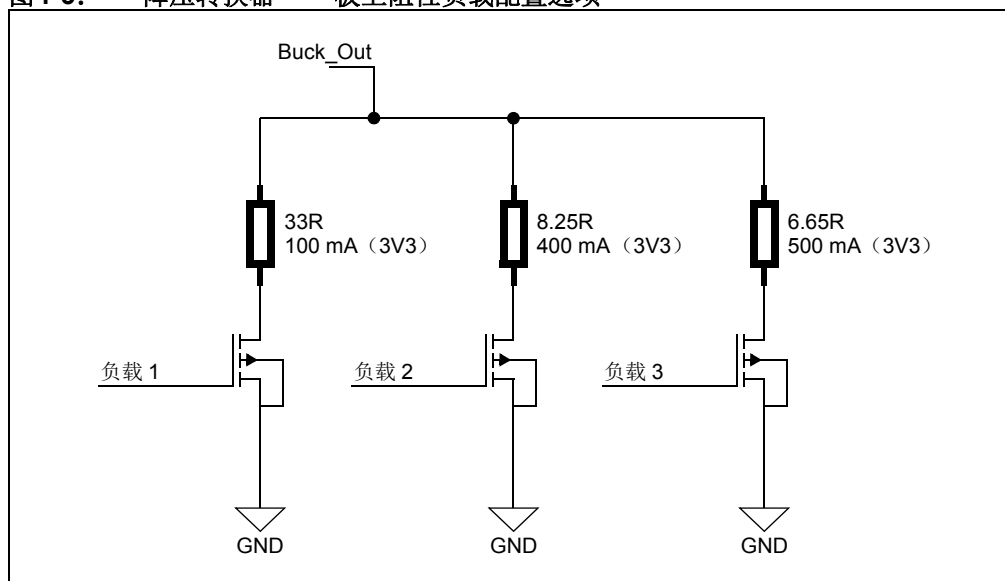 Buck_Out
33R
100 mA（3V3）
8.25R
400 mA（3V3）
6.65R
500 mA（3V3）
负载 1
负载 2
负载 3
GND
GND
GND